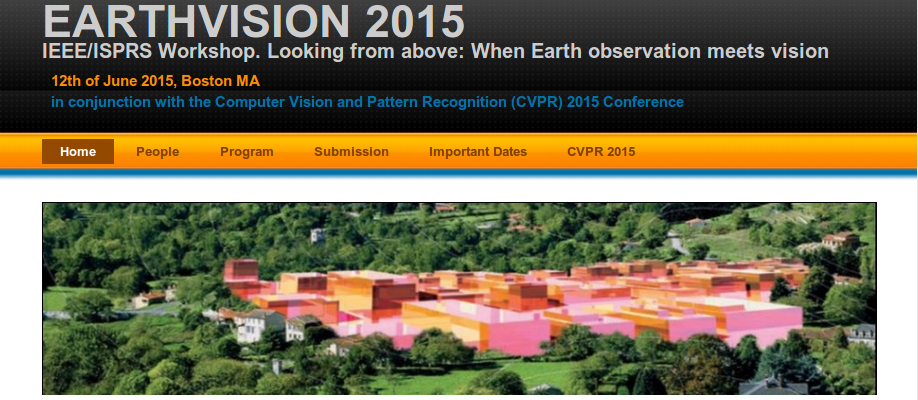 EARTHVISION 2015
IEEE/ISPRS Workshop. Looking from above: When Earth observation meets vision
12th of June 2015, Boston MA
in conjunction with the Computer Vision and Pattern Recognition (CVPR) 2015 Conference
Home People Program Submission Important Dates CVPR 2015